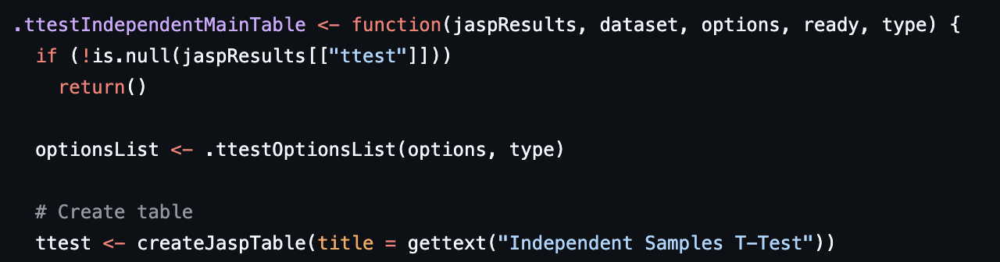 .ttestIndependentMainTable <- function(jaspResults, dataset, options, ready, type) {
  if (!is.null(jaspResults[["ttest"]]))
    return()

  optionsList <- .ttestOptionsList(options, type)

  # Create table
  ttest <- createJaspTable(title = gettext("Independent Samples T-Test"))